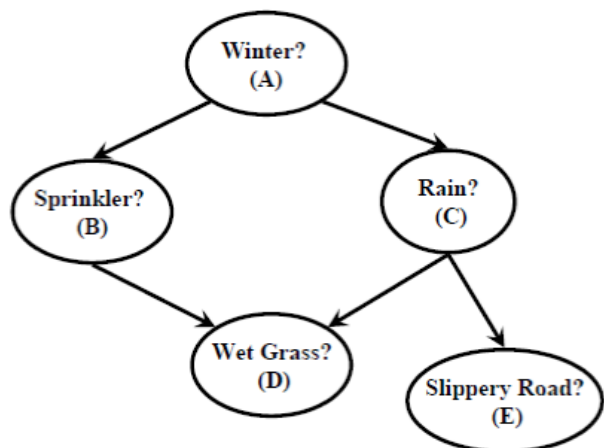 Winter?
(A)
Sprinkler?
(B)
Rain?
(C)
Wet Grass?
(D)
Slippery Road?
(E)